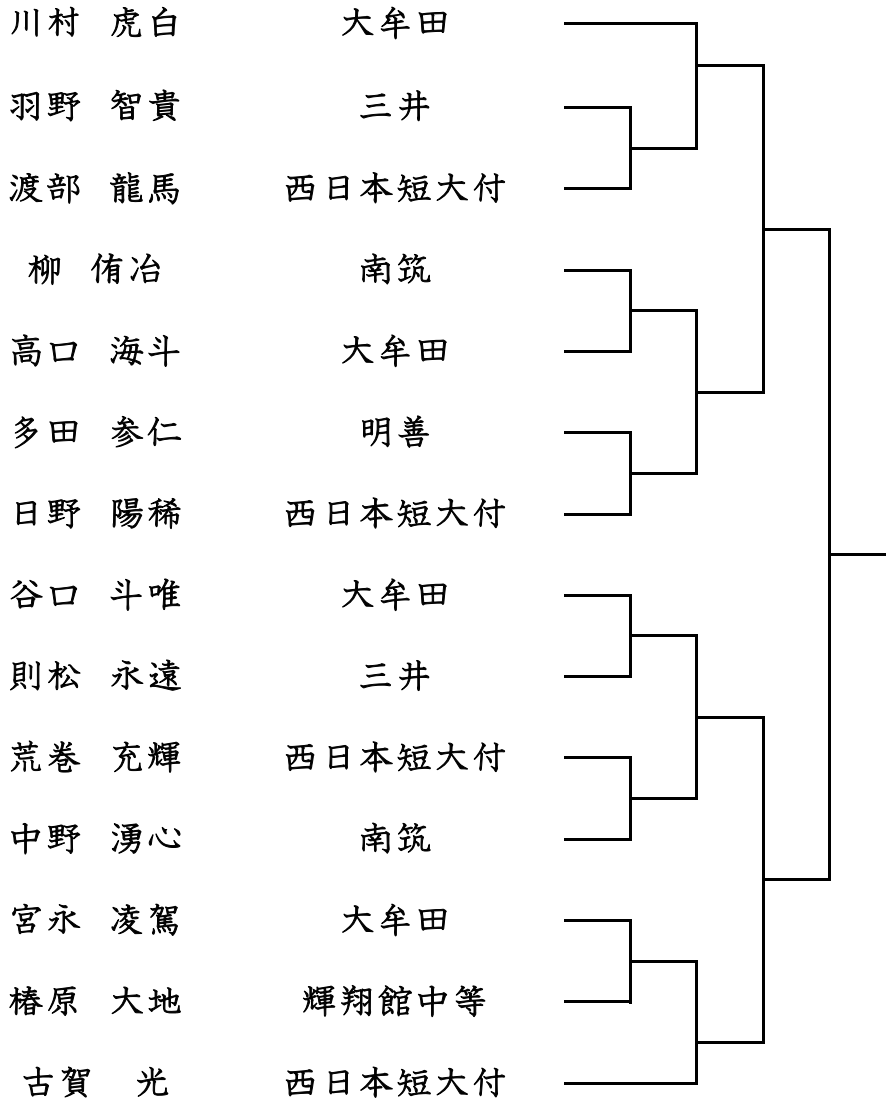 川村 虎白 大牟田
羽野 智貴 三井
渡部 龍馬 西日本短大付
柳 侑冶 南筑
高口 海斗 大牟田
多田 参仁 明善
日野 陽稀 西日本短大付
谷口 斗唯 大牟田
則松 永遠 三井
荒巻 充輝 西日本短大付
中野 湧心 南筑
宮永 凌駕 大牟田
椿原 大地 輝翔館中等
古賀 光 西日本短大付